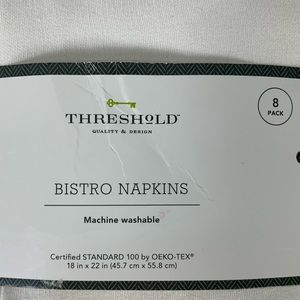 THRESHOLD™
QUALITY & DESIGN
8
PACK
BISTRO NAPKINS
Machine washable
Certified STANDARD 100 by OEKO-TEX®
18 in x 22 in (45.7 cm x 55.8 cm)